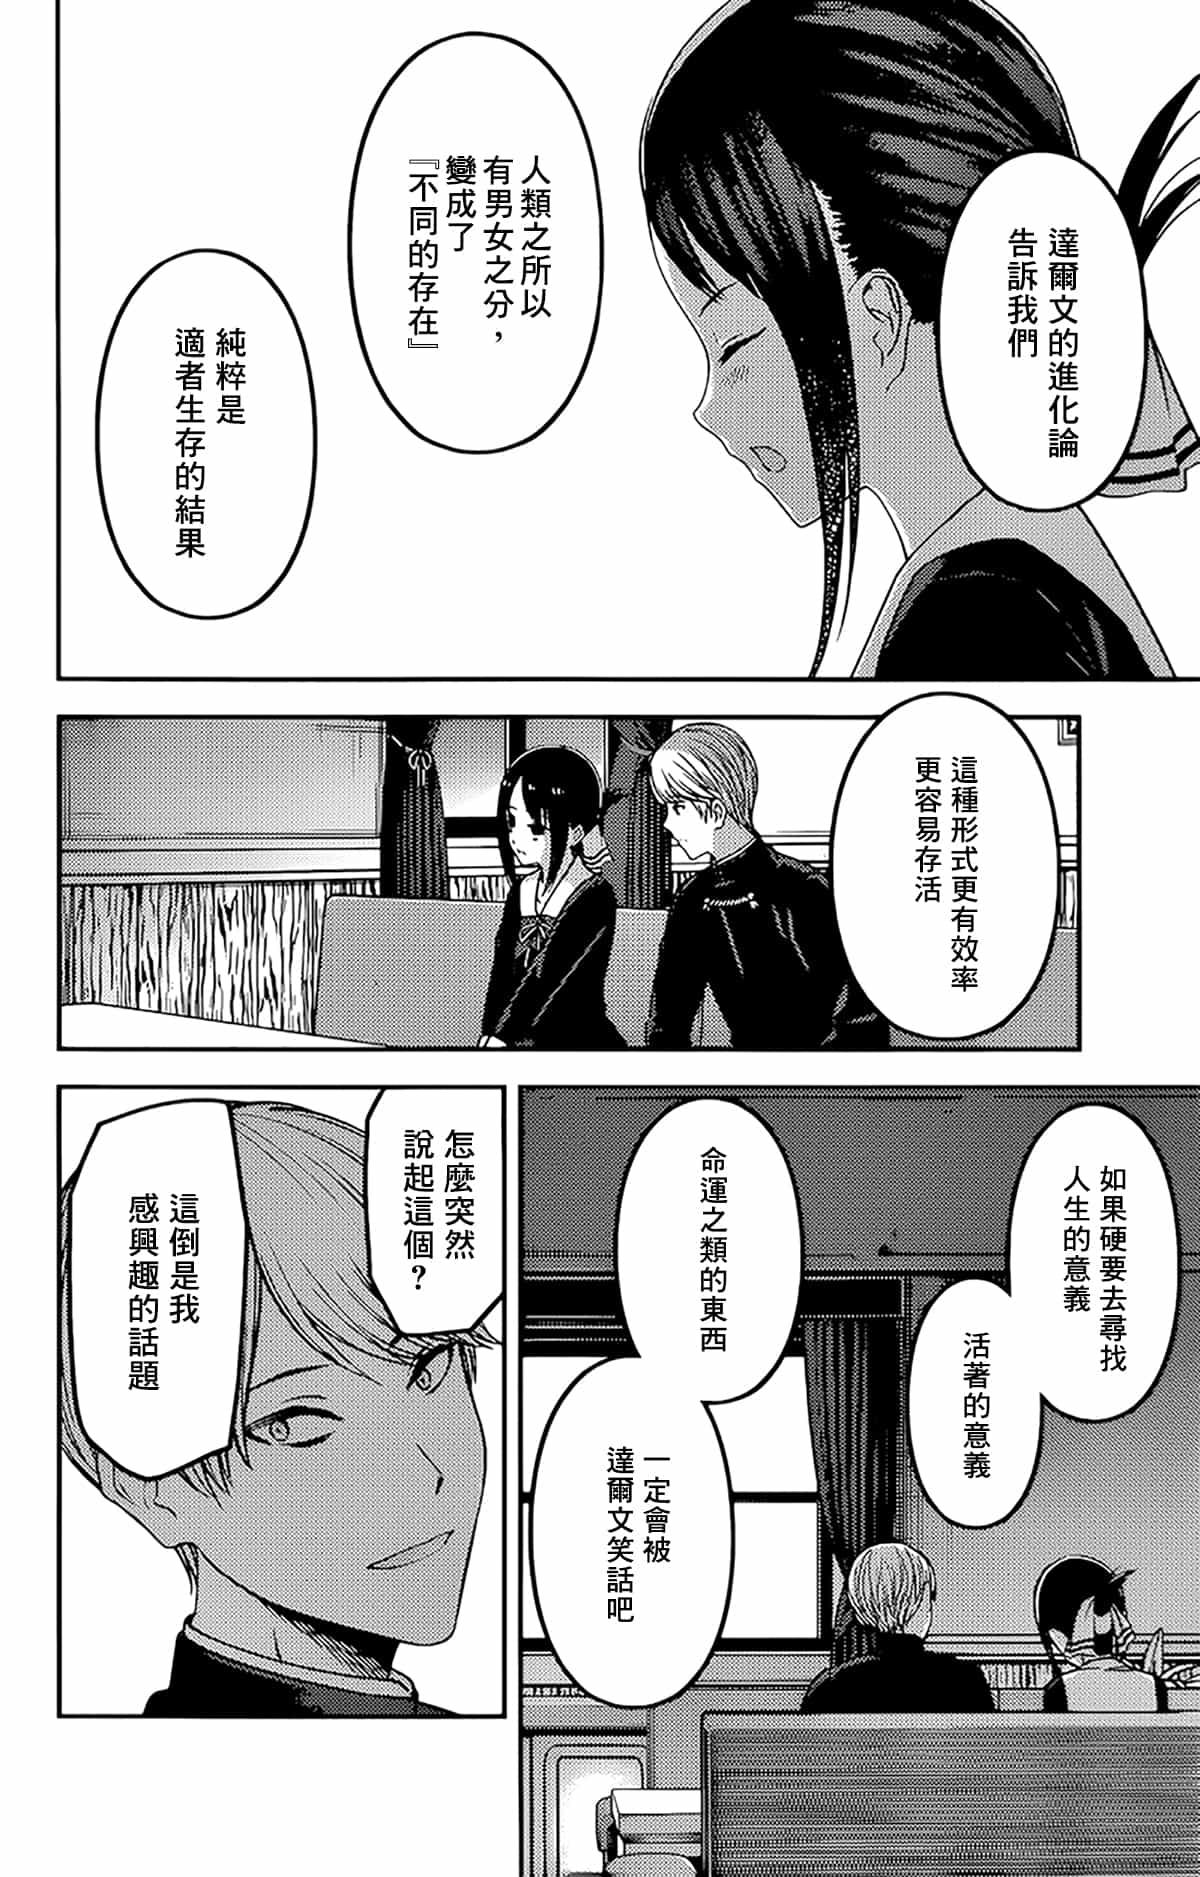 達爾文的進化論
告訴我們
人類之所以
有男女之分，
變成了
『不同的存在』
純粹是
適者生存的結果
這種形式更有效率
更容易存活
如果硬要去尋找
人生的意義
活著的意義
命運之類的東西
一定會被
達爾文笑話吧
怎麼突然
說起這個？
這倒是我
感興趣的話題